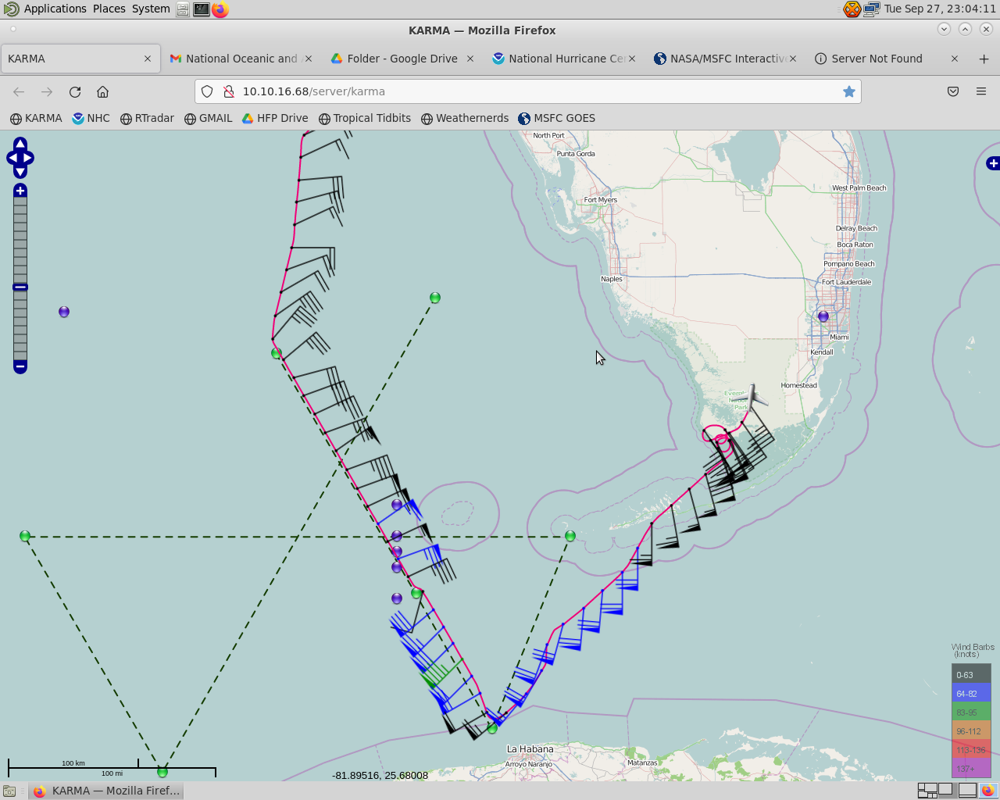 Applications Places System
Tue Sep 27, 23:04:11
KARMA — Mozilla Firefox
KARMA
National Oceanic and
Folder - Google Drive
National Hurricane Ce
NASA/MSFC Interactiv
Server Not Found
10.10.16.68/server/karma
KARMA NHC RTradar GMAIL HFP Drive Tropical Tidbits Weathernerds MSFC GOES
North Port
Punta Gorda
West Palm Beach
Fort Myers
Delray Beach
Boca Raton
Pompano Beach
Naples
Fort Lauderdale
Miami
Kendall
Homestead
Everglades
National
Park
Wind Barbs
(knots)
0-63
64-82
83-95
96-112
113-136
137+
La Habana
Arroyo Naranjo
Matanzas
100 km
100 mi
-81.89516, 25.68008
KARMA — Mozilla Firef...